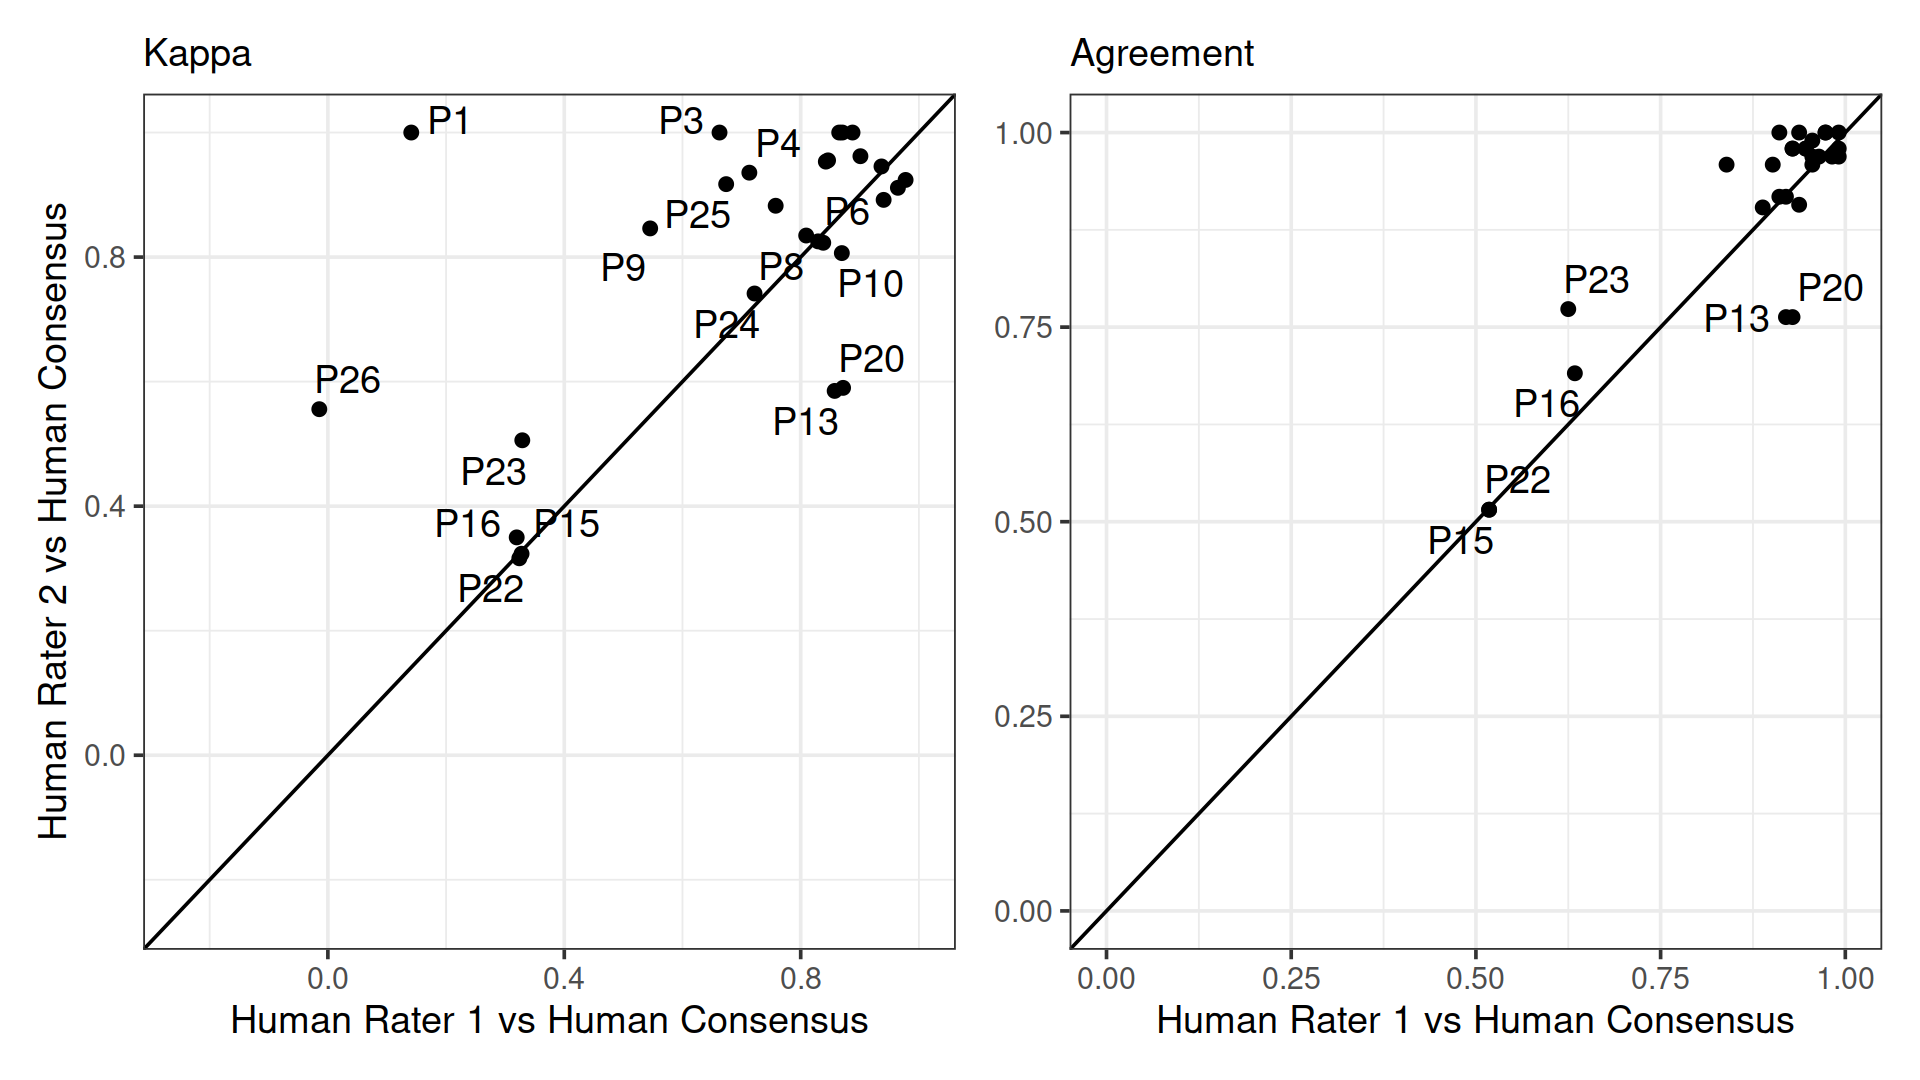 Kappa
Agreement
P1
P3
P4
P25
P6
P9
P8
P10
P24
P20
P26
P13
P23
P16
P15
P22
0.8
0.4
0.0
0.0
0.4
0.8
Human Rater 2 vs Human Consensus
Human Rater 1 vs Human Consensus
P23
P20
P13
P16
P22
P15
1.00
0.75
0.50
0.25
0.00
0.00
0.25
0.50
0.75
1.00
Human Rater 1 vs Human Consensus